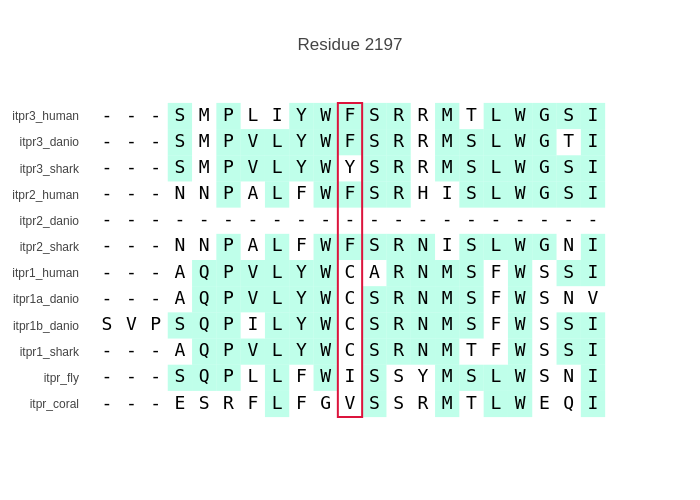 Residue 2197
itpr3_human - - - S M P L I Y W F S R R M T L W G S I
itpr3_danio - - - S M P V L Y W F S R R M S L W G T I
itpr3_shark - - - S M P V L Y W Y S R R M S L W G S I
itpr2_human - - - N N P A L F W F S R H I S L W G S I
itpr2_danio - - - - - - - - - - - - - - - - - - - - -
itpr2_shark - - - N N P A L F W F S R N I S L W G N I
itpr1_human - - - A Q P V L Y W C A R N M S F W S S I
itpr1a_danio - - - A Q P V L Y W C S R N M S F W S N V
itpr1b_danio S V P S Q P I L Y W C S R N M S F W S S I
itpr1_shark - - - A Q P V L Y W C S R N M T F W S S I
itpr_fly - - - S Q P L L F W I S S Y M S L W S N I
itpr_coral - - - E S R F L F G V S S R M T L W E Q I